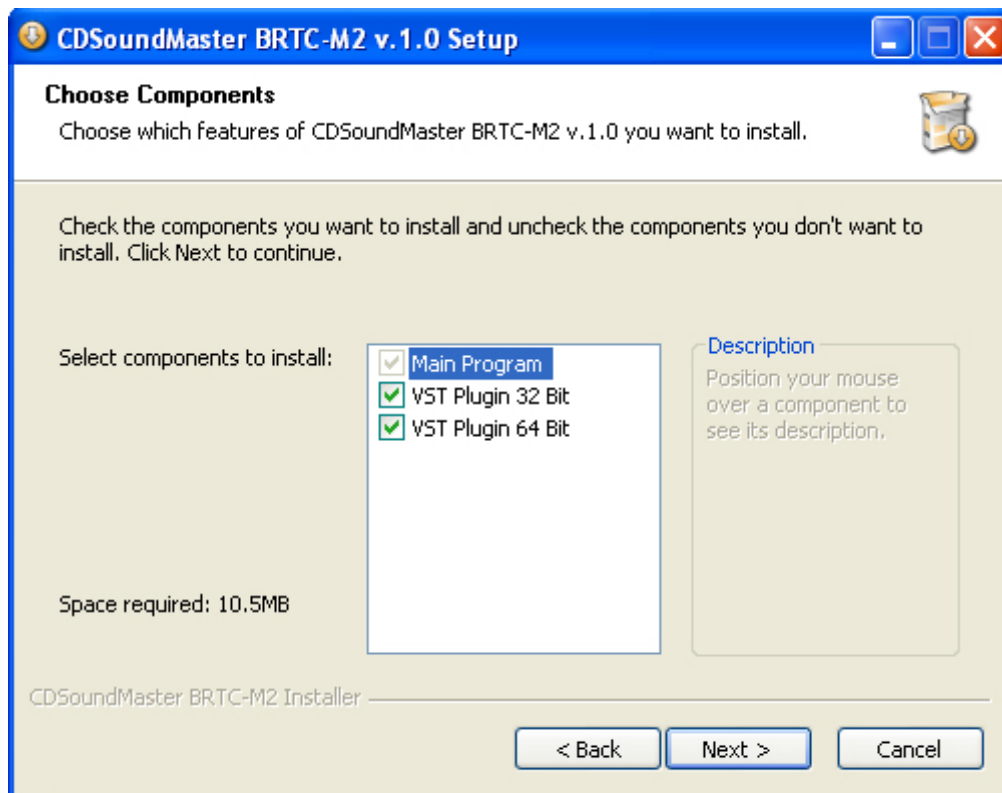 CDSoundMaster BRTC-M2 v.1.0 Setup
Choose Components
Choose which features of CDSoundMaster BRTC-M2 v.1.0 you want to install.
Check the components you want to install and uncheck the components you don't want to
install. Click Next to continue.
Select components to install:
Main Program
VST Plugin 32 Bit
VST Plugin 64 Bit
Description
Position your mouse
over a component to
see its description.
Space required: 10.5MB
CDSoundMaster BRTC-M2 Installer
< Back Next > Cancel